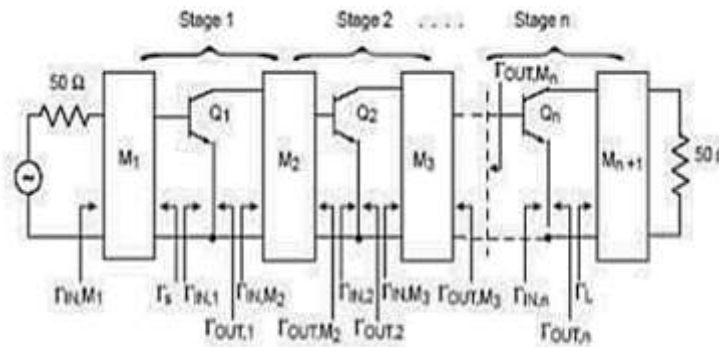 Stage 1 Stage 2 . . . . Stage n
50 Ω
ΓOUT,Mn
Q1 Q2 Qn
M1 M2 M3 Mn+1
50 Ω
~
ΓIN,M1 Γs ΓIN,1 ΓIN,M2 ΓIN,2 ΓIN,M3 ΓOUT,M3 ΓIN,n ΓL
ΓOUT,1 ΓOUT,M2 ΓOUT,2 ΓOUT,n